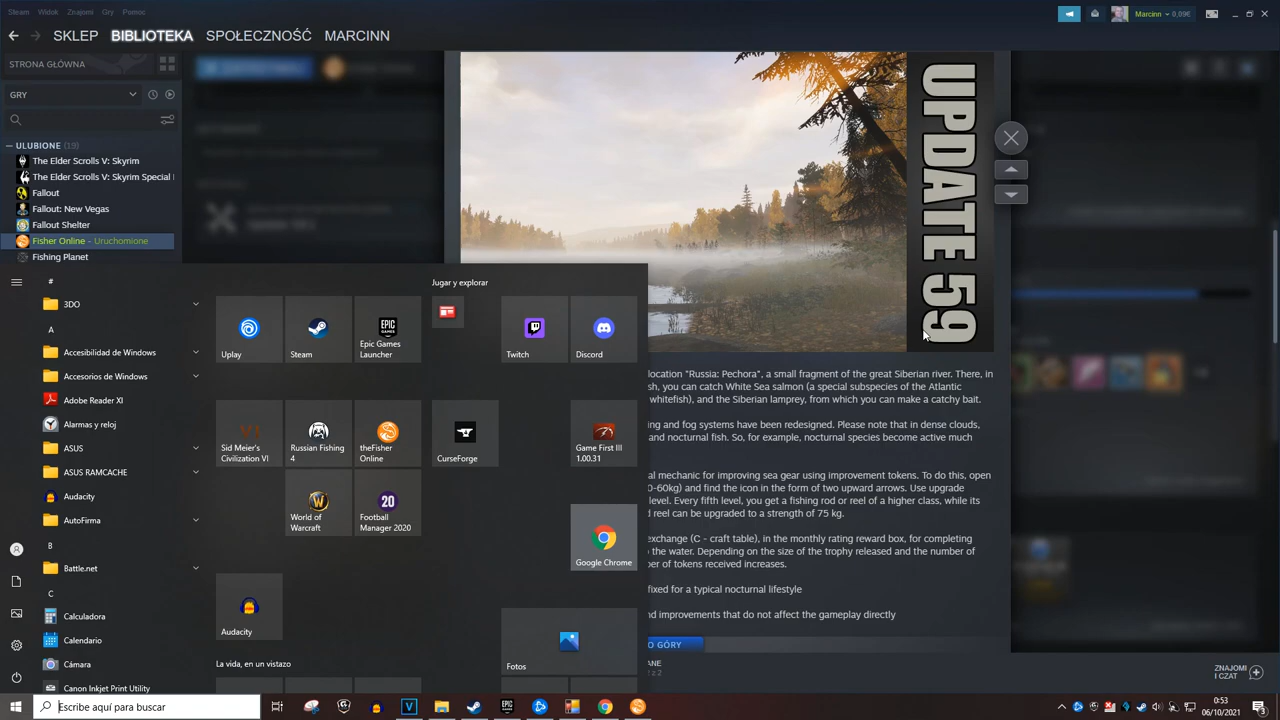 Steam Widok Znajomi Gry Pomoc
Marcinn 0,09€
SKLEP BIBLIOTEKA SPOŁECZNOŚĆ MARCINN
STRONA GŁÓWNA
GRY
ULUBIONE (19)
The Elder Scrolls V: Skyrim
The Elder Scrolls V: Skyrim Special
Fallout
Fallout: New Vegas
Fallout Shelter
Fisher Online - Uruchomione
Fishing Planet
UPDATE 59
#
3DO
A
Accesibilidad de Windows
Accesorios de Windows
Adobe Reader XI
Alarmas y reloj
ASUS
ASUS RAMCACHE
Audacity
AutoFirma
B
Battle.net
C
Calculadora
Calendario
Cámara
Canon Inkjet Print Utility
Jugar y explorar
Uplay
Steam
Epic Games
Launcher
Twitch
Discord
Sid Meier's
Civilization VI
Russian Fishing
4
theFisher
Online
CurseForge
Game First III
1.00.31
World of
Warcraft
Football
Manager 2020
Google Chrome
Audacity
Fotos
La vida, en un vistazo
location "Russia: Pechora", a small fragment of the great Siberian river. There, in
sh, you can catch White Sea salmon (a special subspecies of the Atlantic
whitefish), and the Siberian lamprey, from which you can make a catchy bait.
ing and fog systems have been redesigned. Please note that in dense clouds,
and nocturnal fish. So, for example, nocturnal species become active much
al mechanic for improving sea gear using improvement tokens. To do this, open
0-60kg) and find the icon in the form of two upward arrows. Use upgrade
level. Every fifth level, you get a fishing rod or reel of a higher class, while its
d reel can be upgraded to a strength of 75 kg.
exchange (C - craft table), in the monthly rating reward box, for completing
o the water. Depending on the size of the trophy released and the number of
ber of tokens received increases.
fixed for a typical nocturnal lifestyle
nd improvements that do not affect the gameplay directly
O GÓRY
ANE
z 2
ZNAJOMI
I CZAT
Escribe aquí para buscar
0:53
06/10/2021